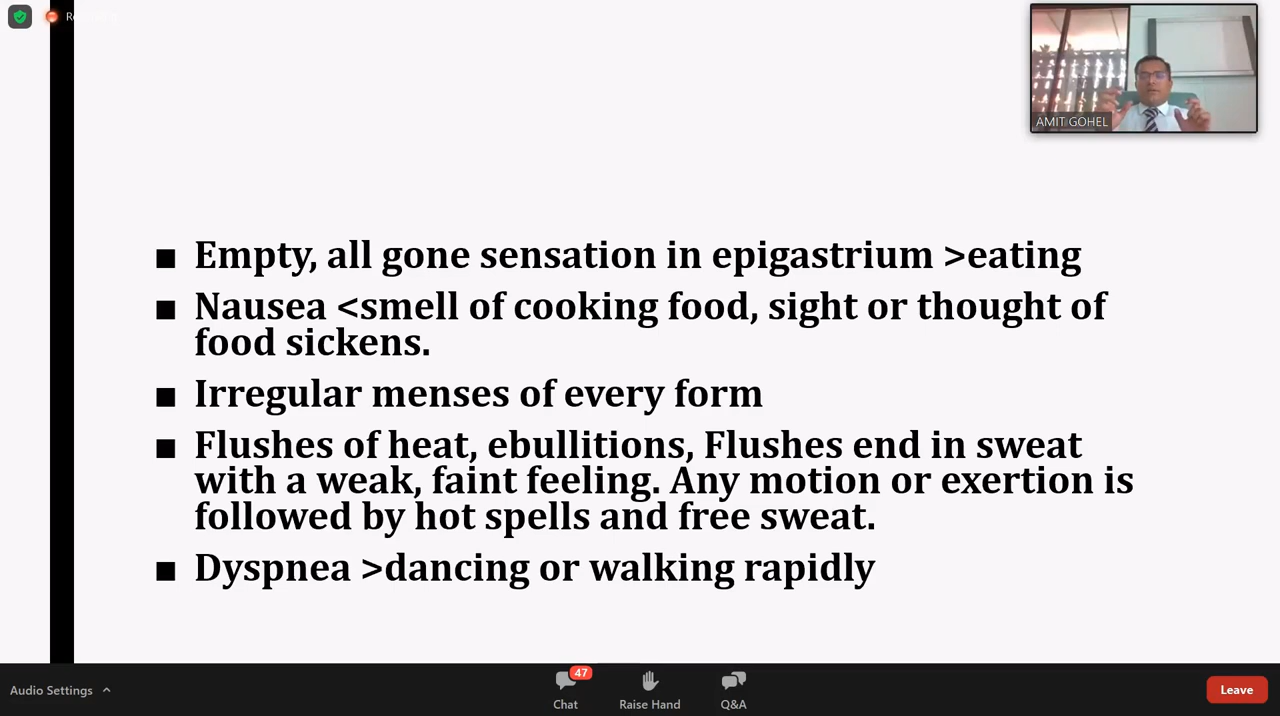 AMIT GOHEL
■ Empty, all gone sensation in epigastrium >eating
■ Nausea <smell of cooking food, sight or thought of
food sickens.
■ Irregular menses of every form
■ Flushes of heat, ebullitions, Flushes end in sweat
with a weak, faint feeling. Any motion or exertion is
followed by hot spells and free sweat.
■ Dyspnea >dancing or walking rapidly
Audio Settings
47
Chat
Raise Hand
Q&A
Leave